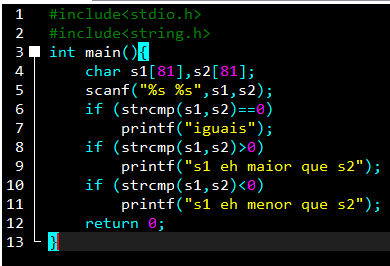 1 #include<stdio.h>
2 #include<string.h>
3 int main(){
4 char s1[81],s2[81];
5 scanf("%s %s",s1,s2);
6 if (strcmp(s1,s2)==0)
7 printf("iguais");
8 if (strcmp(s1,s2)>0)
9 printf("s1 eh maior que s2");
10 if (strcmp(s1,s2)<0)
11 printf("s1 eh menor que s2");
12 return 0;
13 }